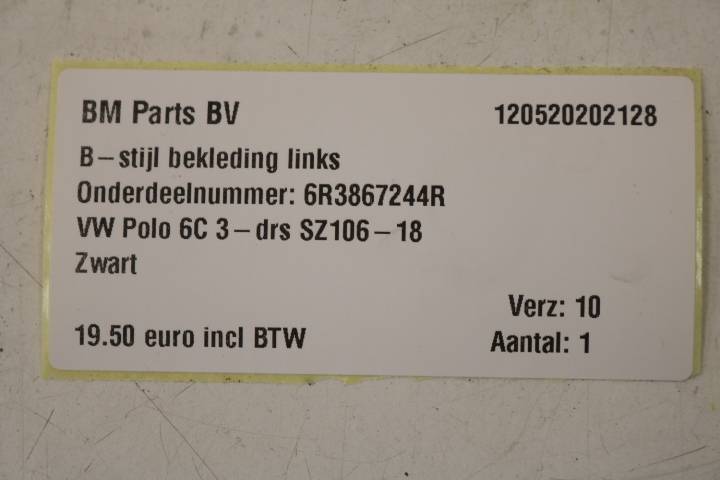 BM Parts BV 120520202128
B-stijl bekleding links
Onderdeelnummer: 6R3867244R
VW Polo 6C 3-drs SZ106-18
Zwart
Verz: 10
19.50 euro incl BTW Aantal: 1